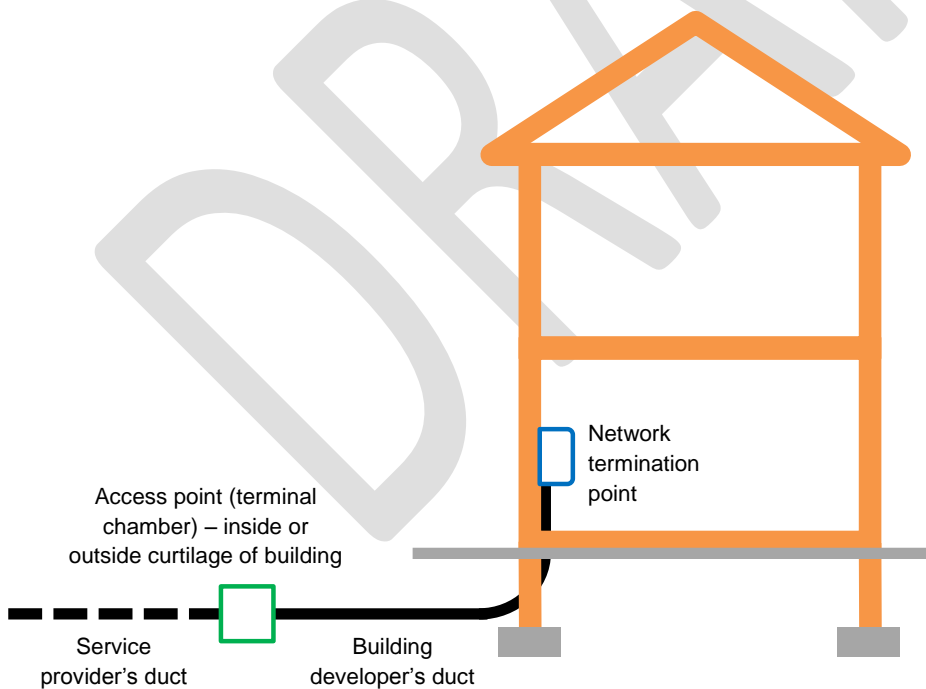 DRA
Network
termination
point
Access point (terminal
chamber) – inside or
outside curtilage of building
Service
provider's duct
Building
developer's duct